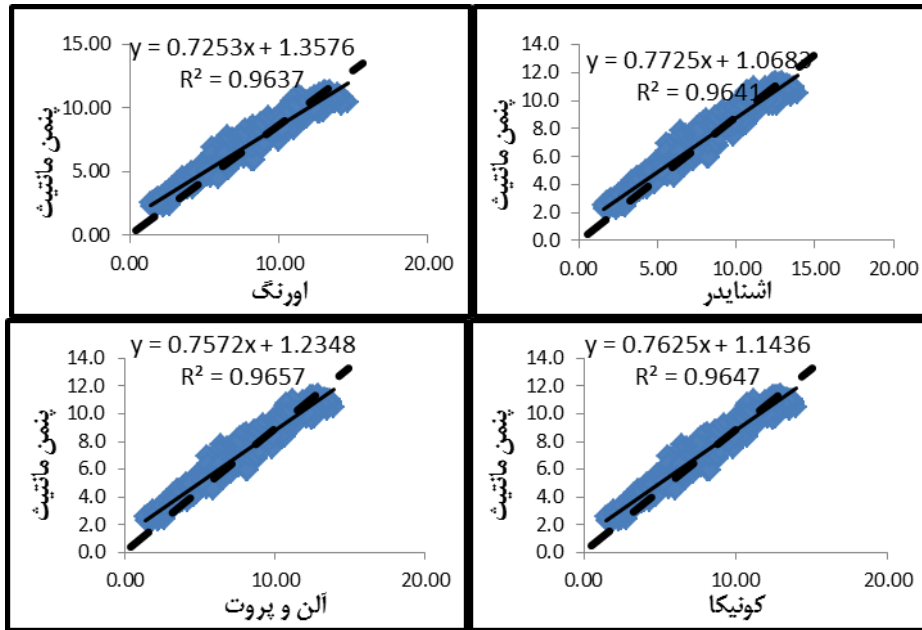 y = 0.7253x + 1.3576
R² = 0.9637
15.00
10.00
5.00
0.00
0.00 10.00 20.00
پنمن مانتیث
اورنگ
y = 0.7725x + 1.0683
R² = 0.9641
14.0
12.0
10.0
8.0
6.0
4.0
2.0
0.0
0.00 5.00 10.00 15.00 20.00
پنمن مانتیث
اشنایدر
y = 0.7572x + 1.2348
R² = 0.9657
14.0
12.0
10.0
8.0
6.0
4.0
2.0
0.0
0.00 10.00 20.00
پنمن مانتیث
آلن و پروت
y = 0.7625x + 1.1436
R² = 0.9647
14.0
12.0
10.0
8.0
6.0
4.0
2.0
0.0
0.00 10.00 20.00
پنمن مانتیث
کونیکا